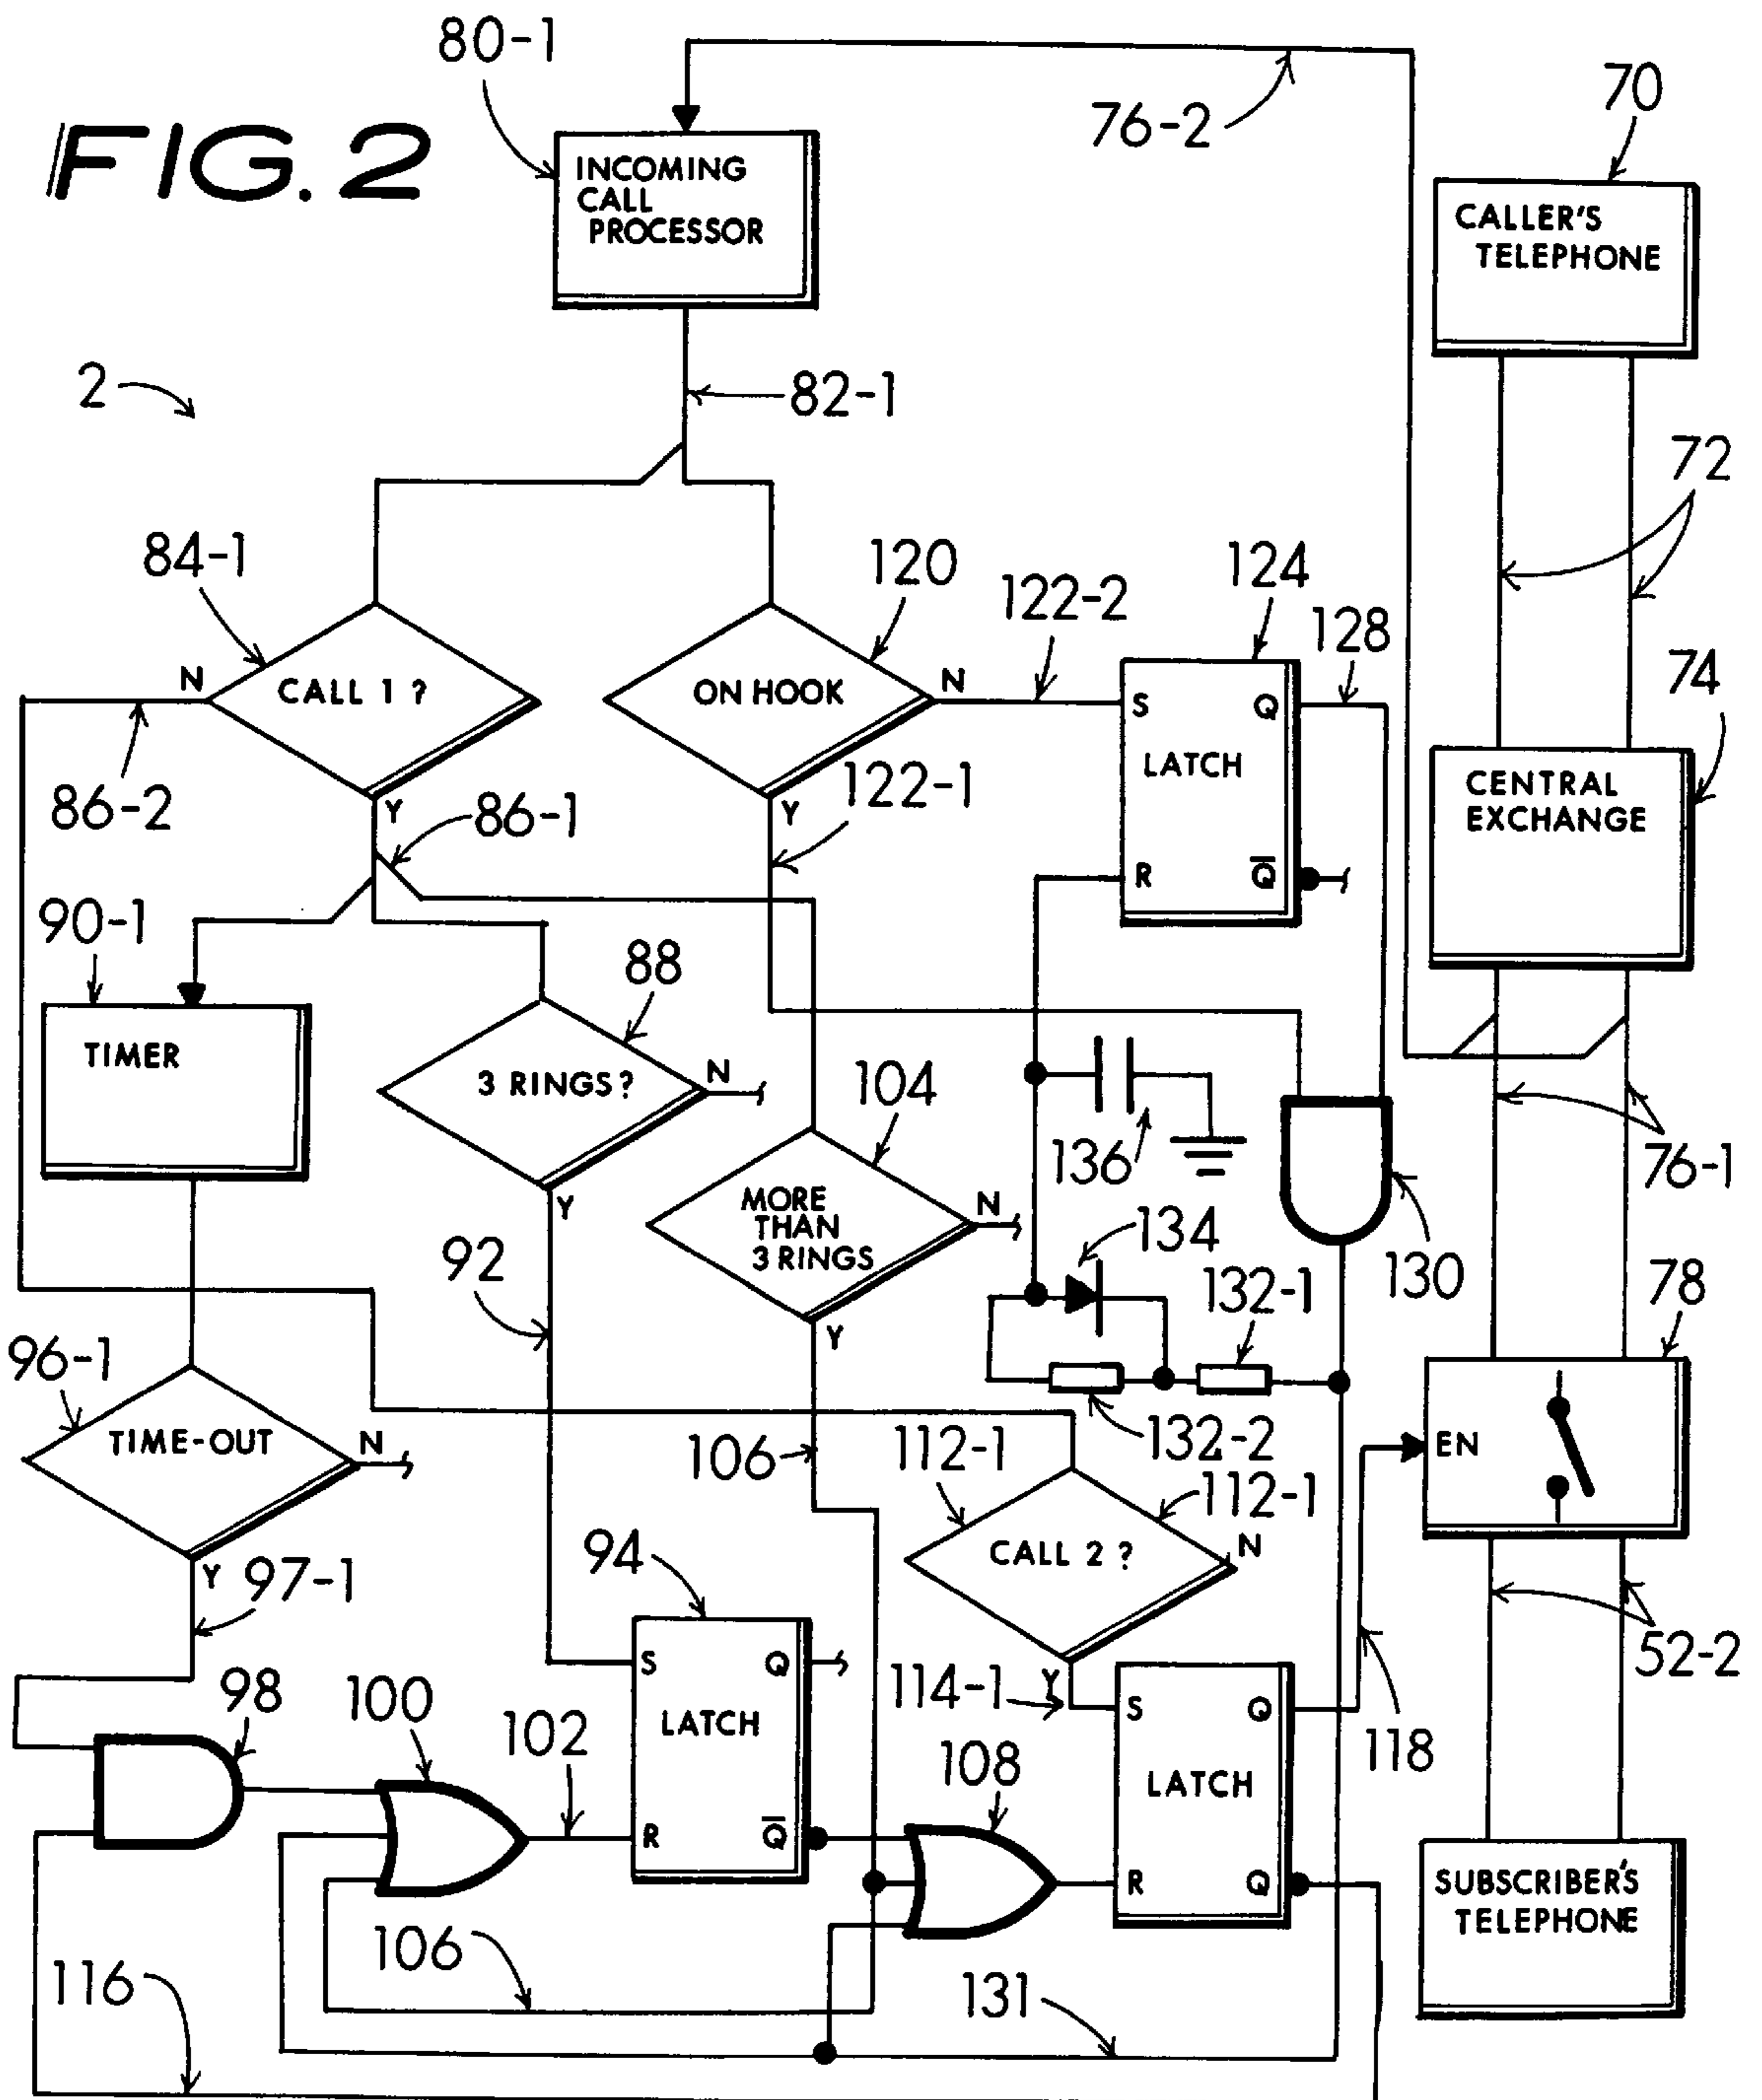 FIG. 2
80-1
76-2
70
INCOMING
CALL
PROCESSOR
CALLER'S
TELEPHONE
2
82-1
72
84-1
120
122-2
124
128
74
N
CALL 1 ?
Y
ON HOOK
N
Y
S
Q
LATCH
R
Q̅
CENTRAL
EXCHANGE
86-2
86-1
122-1
90-1
88
TIMER
3 RINGS?
N
Y
104
136
76-1
MORE
THAN
3 RINGS
N
Y
134
130
92
132-1
78
96-1
TIME-OUT
N
Y
106
132-2
EN
112-1
112-1
CALL 2 ?
N
Y
97-1
94
52-2
98
100
102
S
Q
LATCH
R
Q̅
114-1
S
Q
LATCH
R
Q
118
108
SUBSCRIBER'S
TELEPHONE
116
106
131